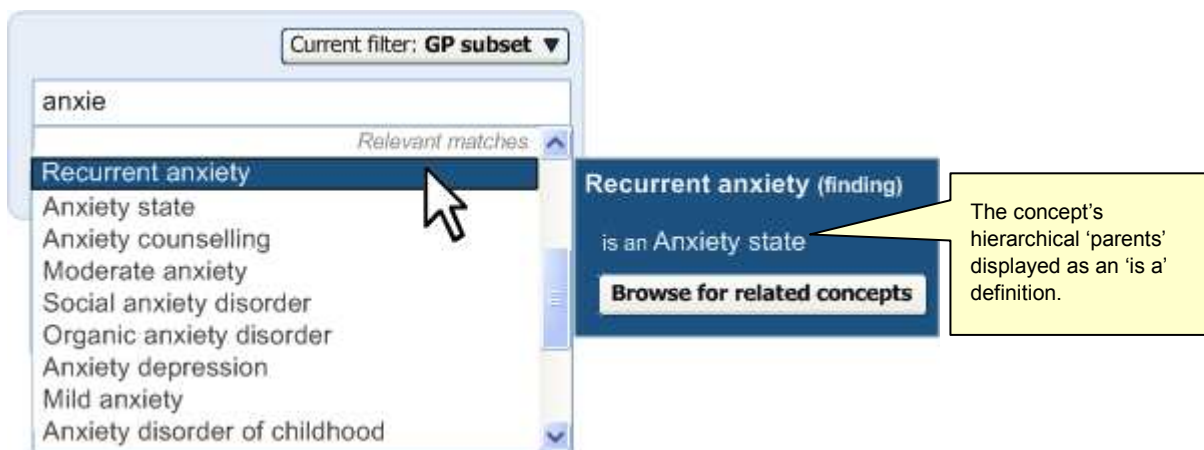 Current filter: GP subset ▼
anxie
Relevant matches
Recurrent anxiety
Anxiety state
Anxiety counselling
Moderate anxiety
Social anxiety disorder
Organic anxiety disorder
Anxiety depression
Mild anxiety
Anxiety disorder of childhood
Recurrent anxiety (finding)
is an Anxiety state
Browse for related concepts
The concept's
hierarchical ‘parents’
displayed as an ‘is a’
definition.